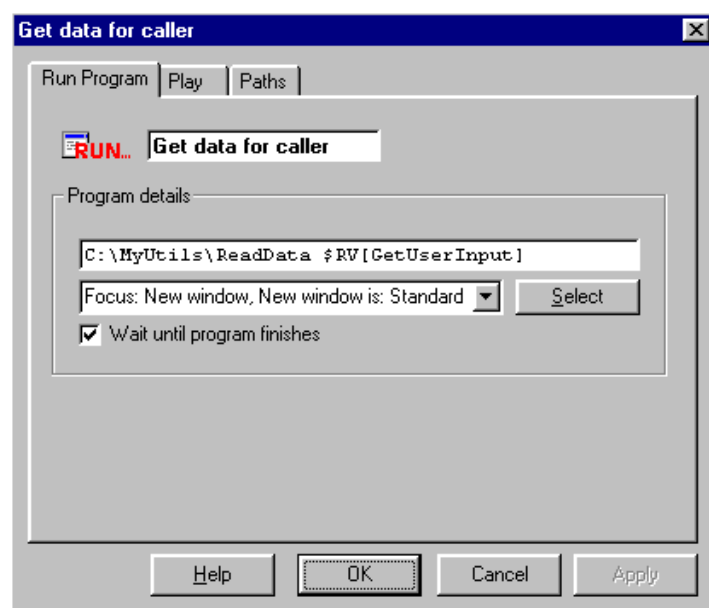 Get data for caller
Run Program Play Paths
RUN... Get data for caller
Program details
C:\MyUtils\ReadData $RV[GetUserInput]
Focus: New window, New window is: Standard Select
Wait until program finishes
Help OK Cancel Apply